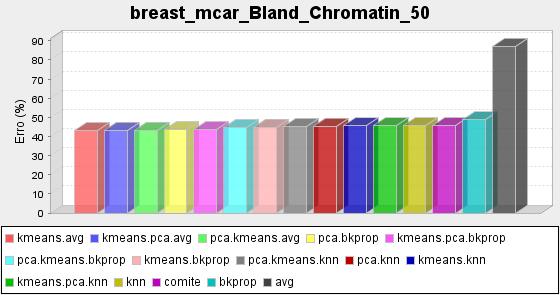 breast_mcar_Bland_Chromatin_50
90
80
70
60
50
40
30
20
10
0
Erro (%)
kmeans.avg kmeans.pca.avg pca.kmeans.avg pca.bkprop kmeans.pca.bkprop
pca.kmeans.bkprop kmeans.bkprop pca.kmeans.knn pca.knn kmeans.knn
kmeans.pca.knn knn comite bkprop avg